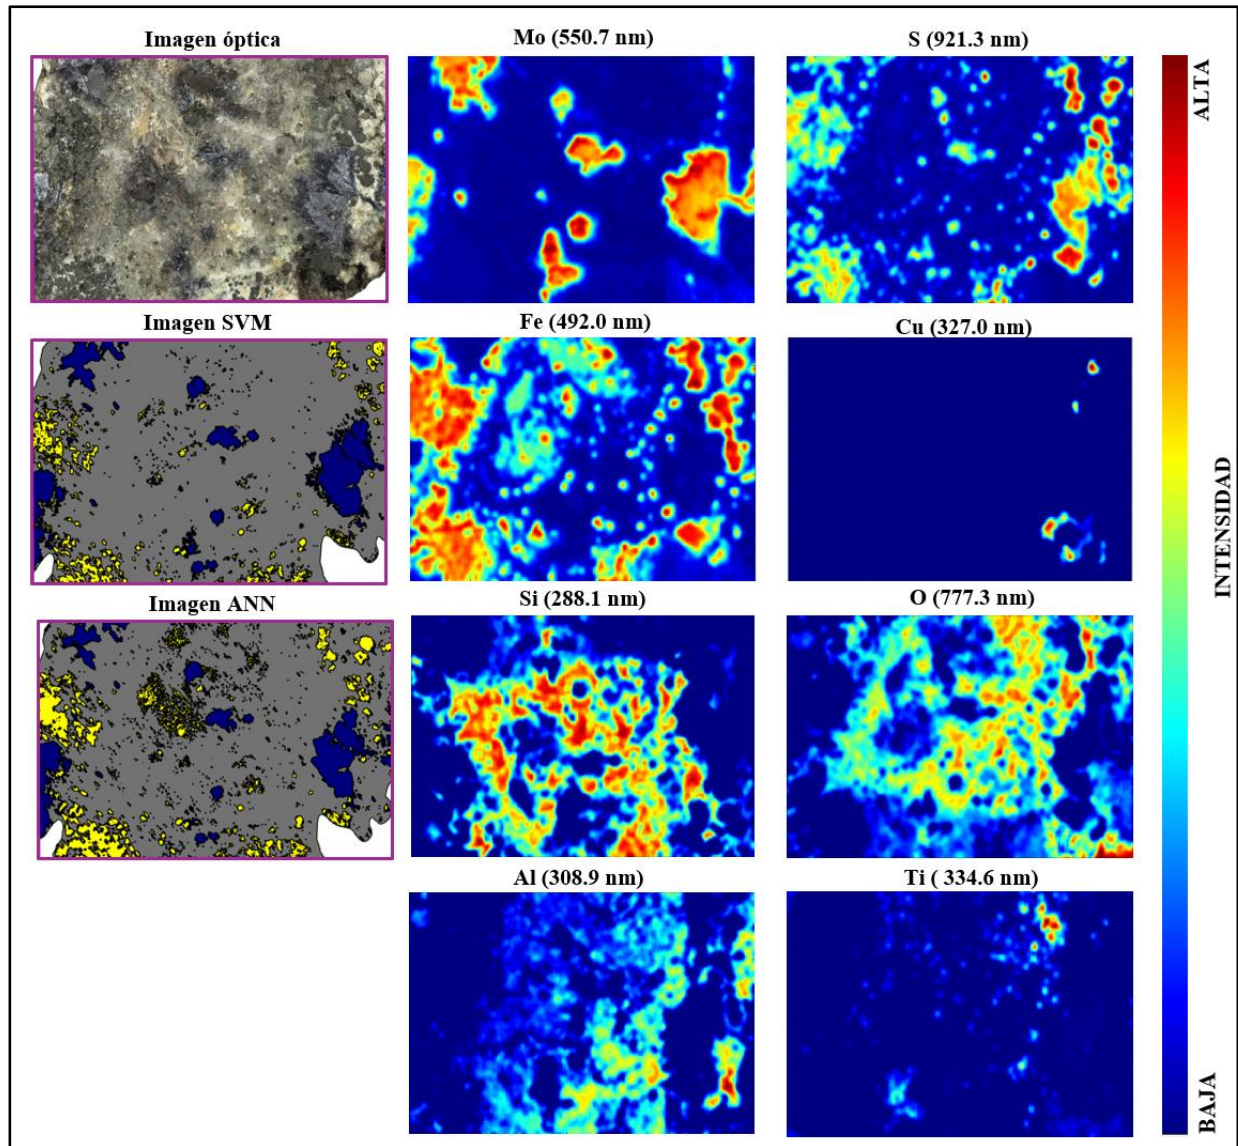 Imagen óptica
Mo (550.7 nm)
S (921.3 nm)
Imagen SVM
Fe (492.0 nm)
Cu (327.0 nm)
Imagen ANN
Si (288.1 nm)
O (777.3 nm)
Al (308.9 nm)
Ti ( 334.6 nm)
ALTA
INTENSIDAD
BAJA